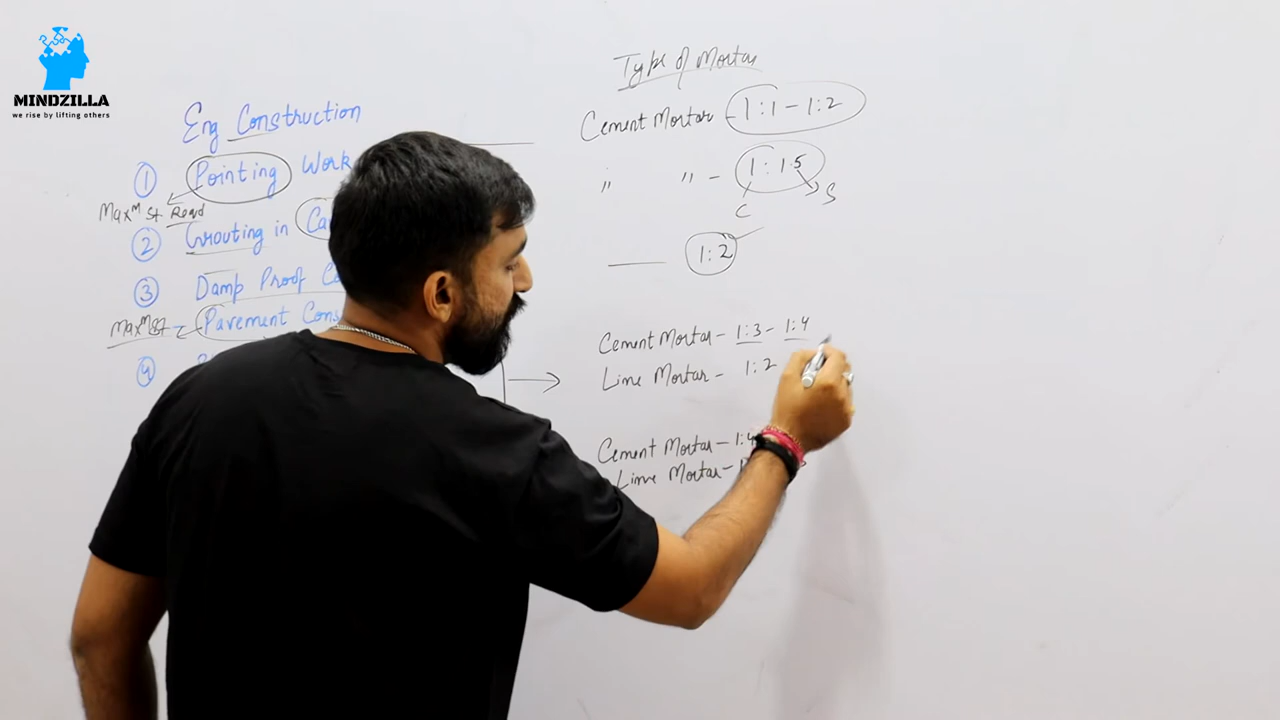 MINDZILLA
we rise by lifting others
Eng Construction
① Pointing Work
Maxᵐ St Read
② Grouting in Ca
③ Damp Proof C
Maxᵐ St - Pavement Cons
④
Type of Mortar
Cement Mortar - 1:1 - 1:2
" " - 1:1.5
C S
1:2
Cement Mortar - 1:3 - 1:4
Lime Mortar - 1:2
Cement Mortar - 1:4
Lime Mortar - 1